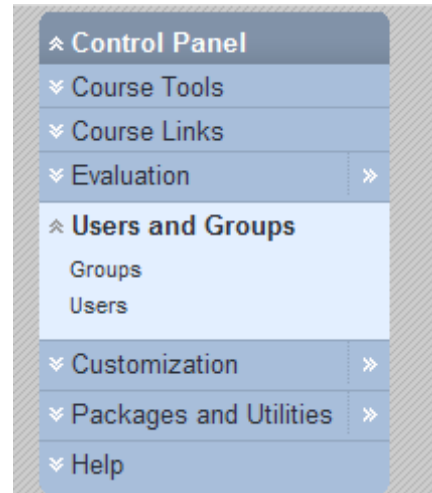 Control Panel
Course Tools
Course Links
Evaluation
Users and Groups
Groups
Users
Customization
Packages and Utilities
Help